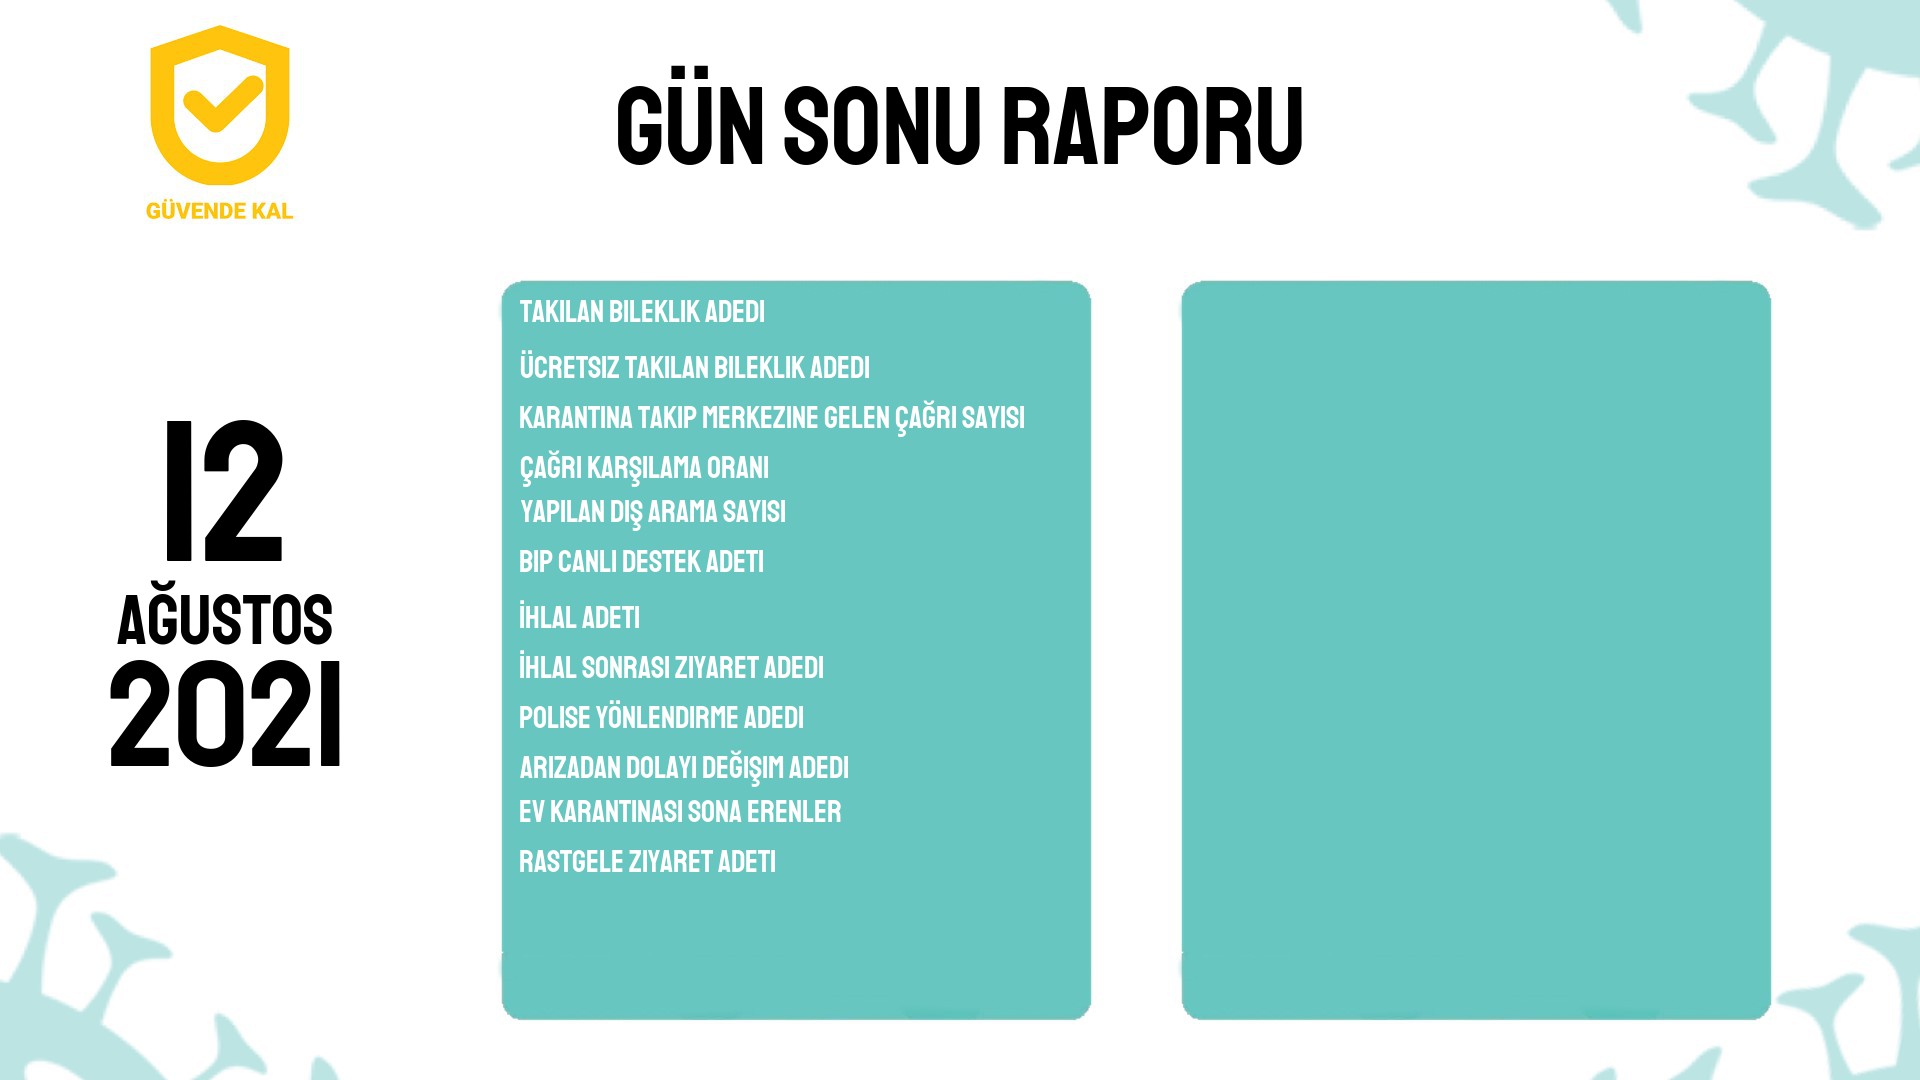 GÜVENDE KAL
GÜN SONU RAPORU
12
AĞUSTOS
2021
TAKILAN BILEKLIK ADEDI
ÜCRETSIZ TAKILAN BILEKLIK ADEDI
KARANTINA TAKIP MERKEZINE GELEN ÇAĞRI SAYISI
ÇAĞRI KARŞILAMA ORANI
YAPILAN DIŞ ARAMA SAYISI
BIP CANLI DESTEK ADETI
İHLAL ADETI
İHLAL SONRASI ZIYARET ADEDI
POLISE YÖNLENDIRME ADEDI
ARIZADAN DOLAYI DEĞIŞIM ADEDI
EV KARANTINASI SONA ERENLER
RASTGELE ZIYARET ADETI